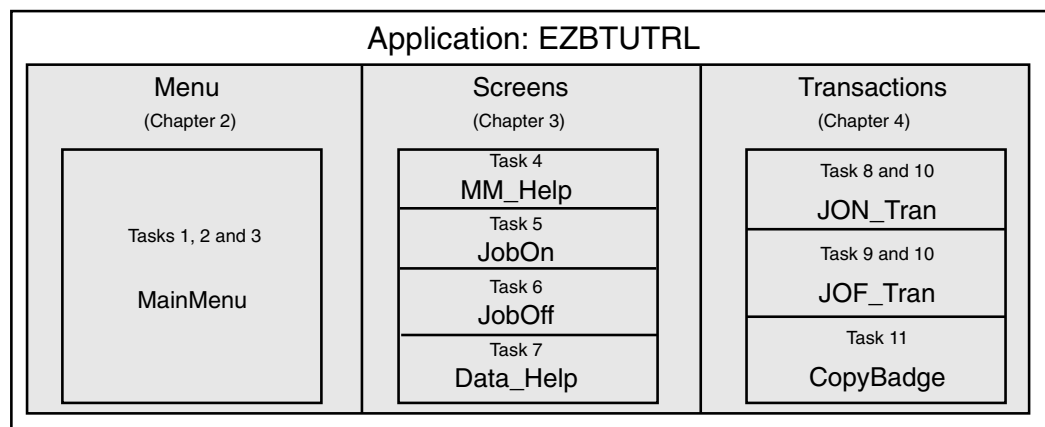 Application: EZBTUTRL
Menu
(Chapter 2)
Tasks 1, 2 and 3
MainMenu
Screens
(Chapter 3)
Task 4
MM_Help
Task 5
JobOn
Task 6
JobOff
Task 7
Data_Help
Transactions
(Chapter 4)
Task 8 and 10
JON_Tran
Task 9 and 10
JOF_Tran
Task 11
CopyBadge